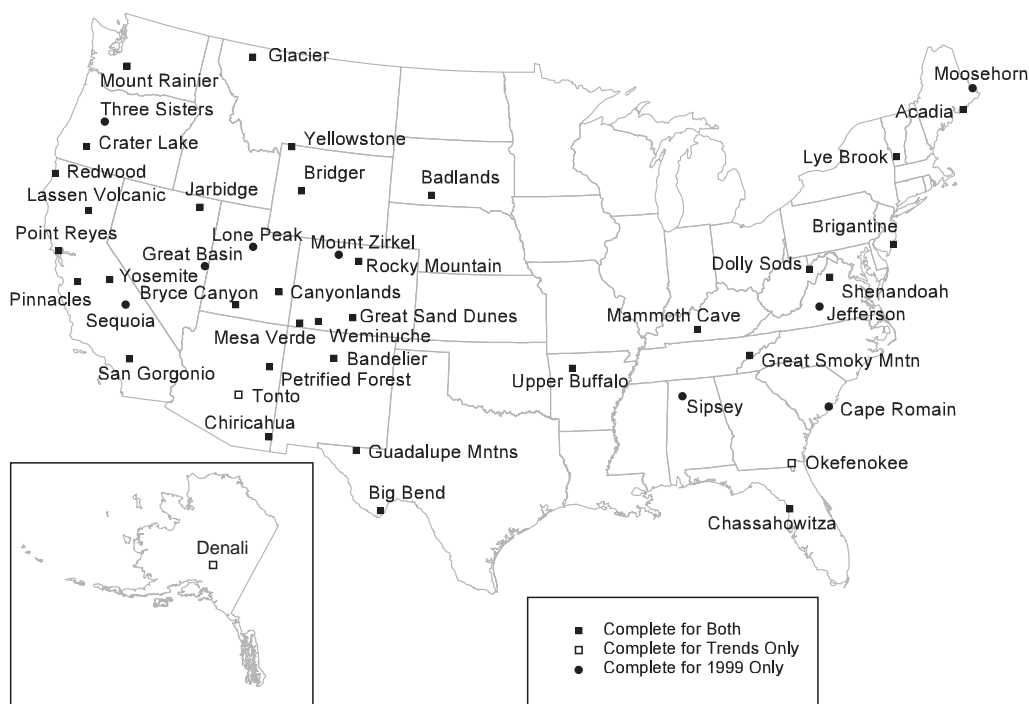 Glacier
Moosehorn
Mount Rainier
Three Sisters
Acadia
Crater Lake
Yellowstone
Lye Brook
Redwood
Bridger
Badlands
Lassen Volcanic
Jarbidge
Point Reyes
Lone Peak
Mount Zirkel
Brigantine
Great Basin
Rocky Mountain
Dolly Sods
Yosemite
Pinnacles
Bryce Canyon
Canyonlands
Shenandoah
Sequoia
Great Sand Dunes
Mammoth Cave
Jefferson
Mesa Verde
Weminuche
San Gorgonio
Bandelier
Great Smoky Mntn
Petrified Forest
Upper Buffalo
Tonto
Sipsey
Cape Romain
Chiricahua
Guadalupe Mntns
Okefenokee
Big Bend
Chassahowitza
Denali
Complete for Both
Complete for Trends Only
Complete for 1999 Only